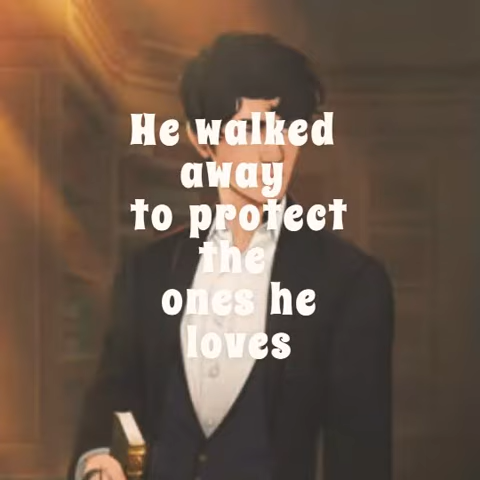 He walked
away
to protect
the
ones he
loves